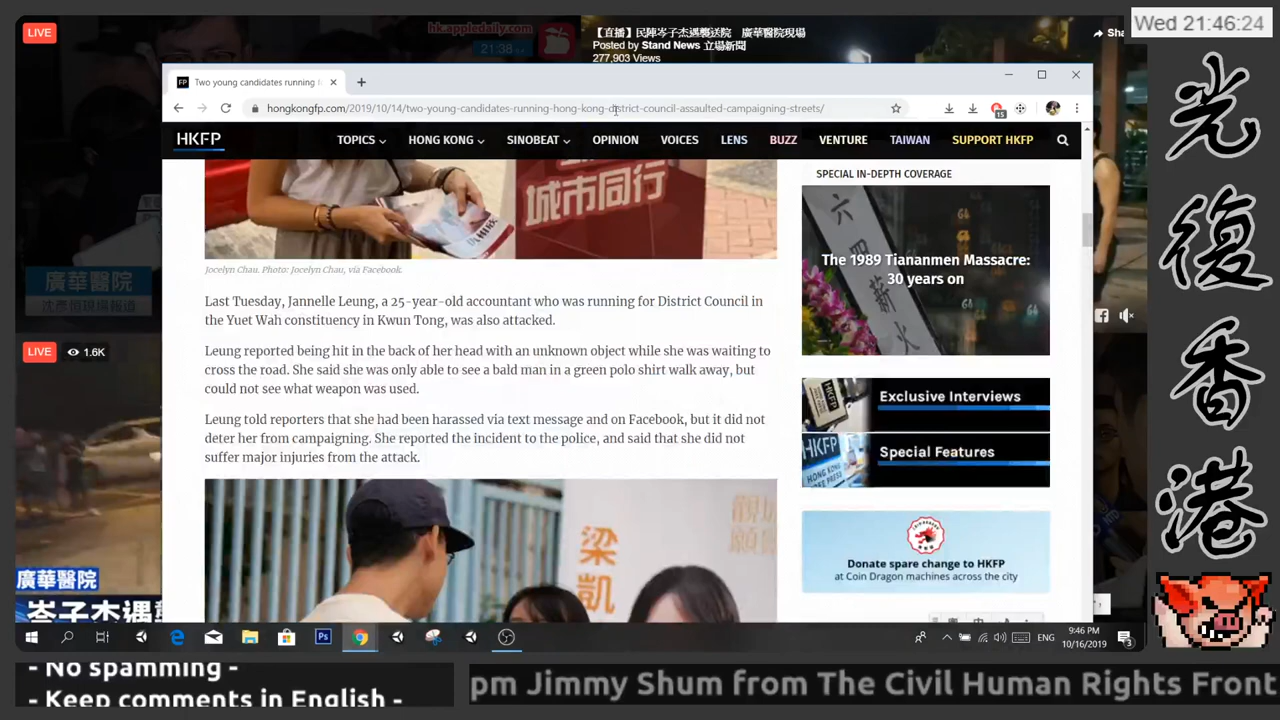 LIVE
hk.appledaily.com
21:38
【直播】民陣岑子杰遇襲送院 廣華醫院現場
Posted by Stand News 立場新聞
277,903 Views
Wed 21:46:24
Two young candidates running
hongkongfp.com/2019/10/14/two-young-candidates-running-hong-kong-district-council-assaulted-campaigning-streets/
15
HKFP
TOPICS HONG KONG SINOBEAT OPINION VOICES LENS BUZZ VENTURE TAIWAN SUPPORT HKFP
城市同行
Jocelyn Chau. Photo: Jocelyn Chau, via Facebook.
Last Tuesday, Jannelle Leung, a 25-year-old accountant who was running for District Council in
the Yuet Wah constituency in Kwun Tong, was also attacked.
Leung reported being hit in the back of her head with an unknown object while she was waiting to
cross the road. She said she was only able to see a bald man in a green polo shirt walk away, but
could not see what weapon was used.
Leung told reporters that she had been harassed via text message and on Facebook, but it did not
deter her from campaigning. She reported the incident to the police, and said that she did not
suffer major injuries from the attack.
梁
凱
SPECIAL IN-DEPTH COVERAGE
The 1989 Tiananmen Massacre:
30 years on
Exclusive Interviews
Special Features
Donate spare change to HKFP
at Coin Dragon machines across the city
廣華醫院
LIVE 1.6K
廣華醫院
岑子杰遇
ENG
9:46 PM
10/16/2019
3
光
復
香
港
- No spamming -
- Keep comments in English -
pm Jimmy Shum from The Civil Human Rights Front